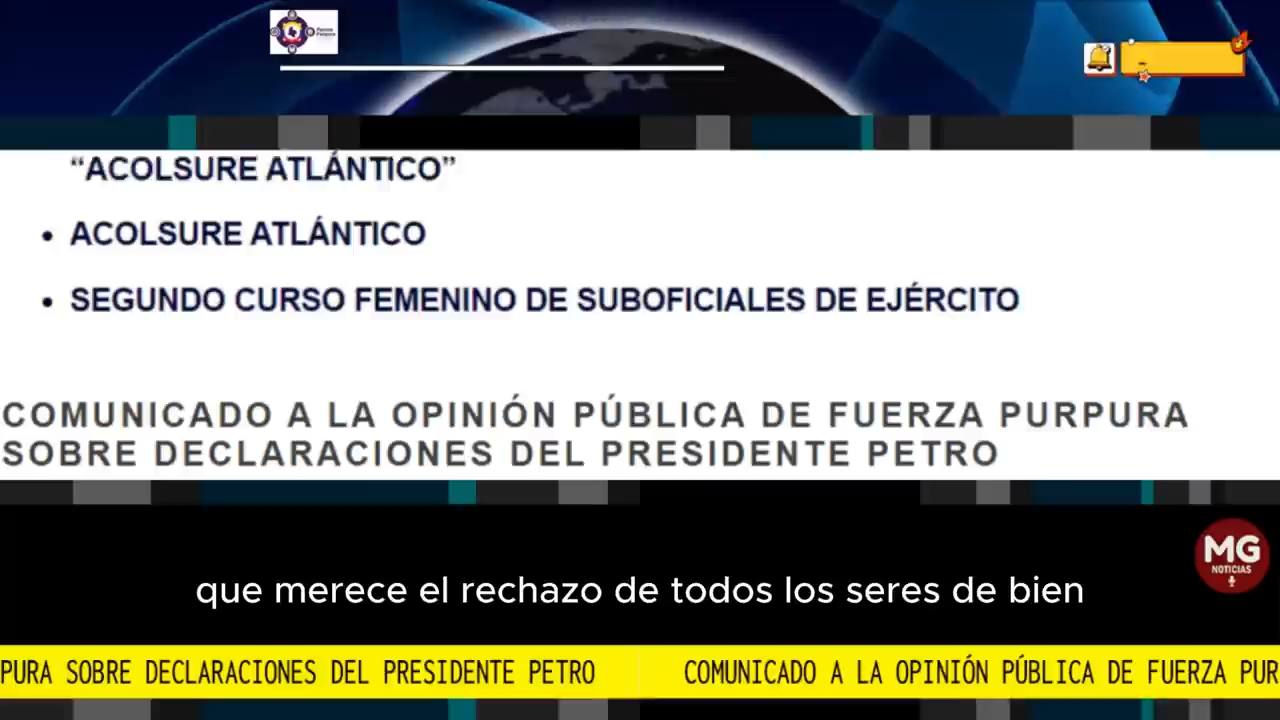 “ACOLSURE ATLÁNTICO”
• ACOLSURE ATLÁNTICO
• SEGUNDO CURSO FEMENINO DE SUBOFICIALES DE EJÉRCITO
COMUNICADO A LA OPINIÓN PÚBLICA DE FUERZA PURPURA
SOBRE DECLARACIONES DEL PRESIDENTE PETRO
MG
NOTICIAS
que merece el rechazo de todos los seres de bien
PURA SOBRE DECLARACIONES DEL PRESIDENTE PETRO COMUNICADO A LA OPINIÓN PÚBLICA DE FUERZA PUR